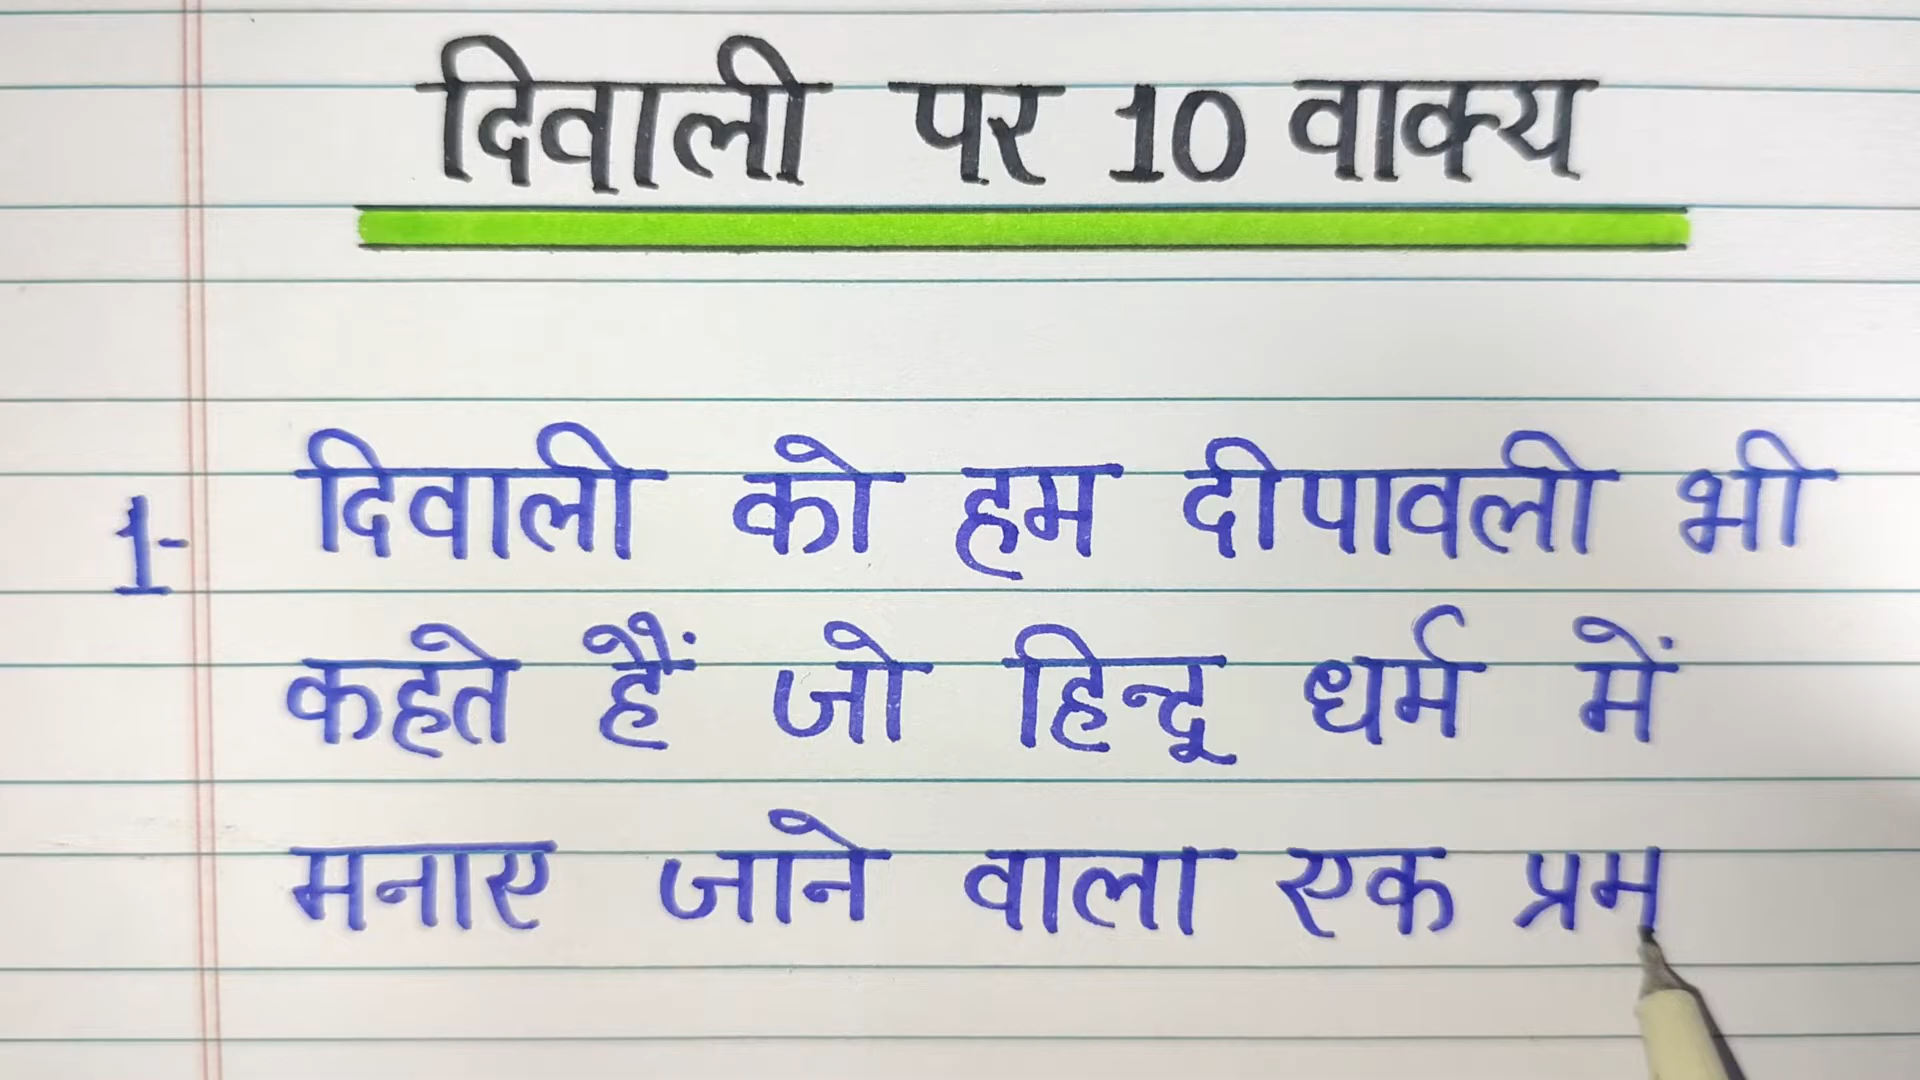 दिवाली पर 10 वाक्य
1- दिवाली को हम दीपावली भी
कहते हैं जो हिन्दू धर्म में
मनाए जाने वाला एक प्रम